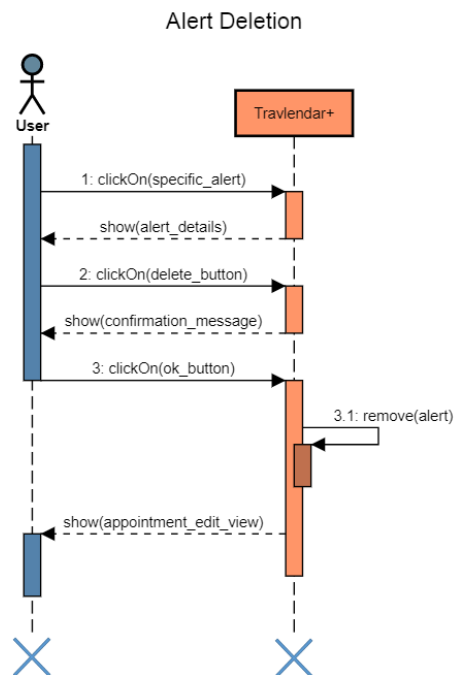 Alert Deletion
User
Travlendar+
1: clickOn(specific_alert)
show(alert_details)
2: clickOn(delete_button)
show(confirmation_message)
3: clickOn(ok_button)
3.1: remove(alert)
show(appointment_edit_view)